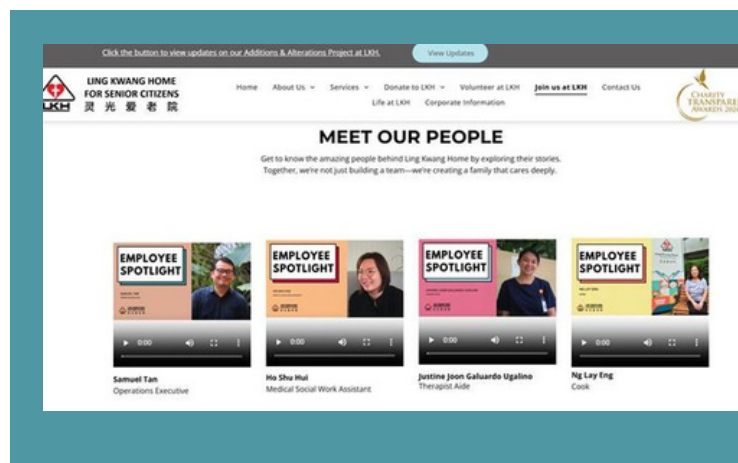 Click the button to view updates on our Additions & Alterations Project at LKH.
View Updates
LKH
LING KWANG HOME
FOR SENIOR CITIZENS
灵光爱老院
Home About Us Services Donate to LKH Volunteer at LKH Join us at LKH Contact Us
Life at LKH Corporate Information
CHARITY
AWARDS
MEET OUR PEOPLE
Get to know the amazing people behind Ling Kwang Home by exploring their stories.
Together, we're not just building a team—we're creating a family that cares deeply.
EMPLOYEE
SPOTLIGHT
0:00
Samuel Tan
Operations Executive
EMPLOYEE
SPOTLIGHT
0:00
Ho Shu Hui
Medical Social Work Assistant
EMPLOYEE
SPOTLIGHT
0:00
Justine Joon Galuardo Ugalino
Therapist Aide
EMPLOYEE
SPOTLIGHT
0:00
Ng Lay Eng
Cook